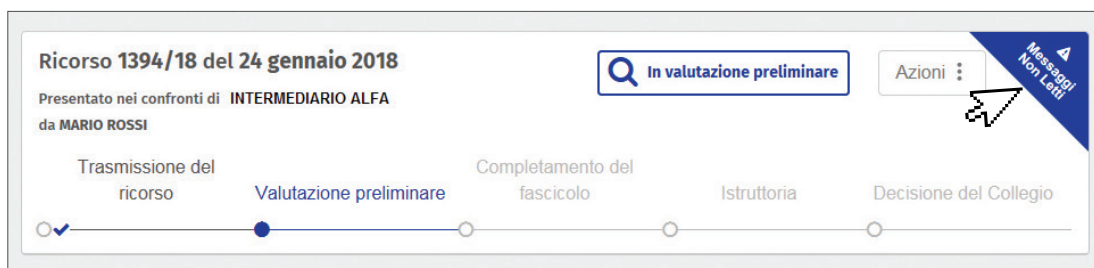 Ricorso 1394/18 del 24 gennaio 2018
In valutazione preliminare
Azioni
Messaggi
Non Letti
Presentato nei confronti di INTERMEDIARIO ALFA
da MARIO ROSSI
Trasmissione del
ricorso
Valutazione preliminare
Completamento del
fascicolo
Istruttoria
Decisione del Collegio